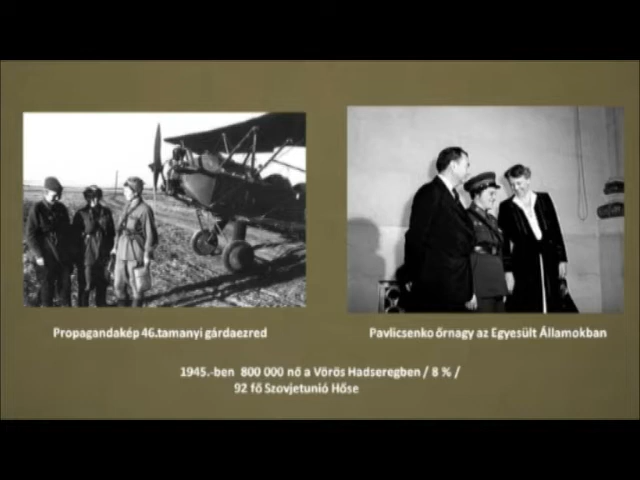 Propagandakép 46.tamanyi gárdaezred
Pavlicsenko őrnagy az Egyesült Államokban
1945.-ben 800 000 nő a Vörös Hadseregben / 8 % /
92 fő Szovjetunió Hőse